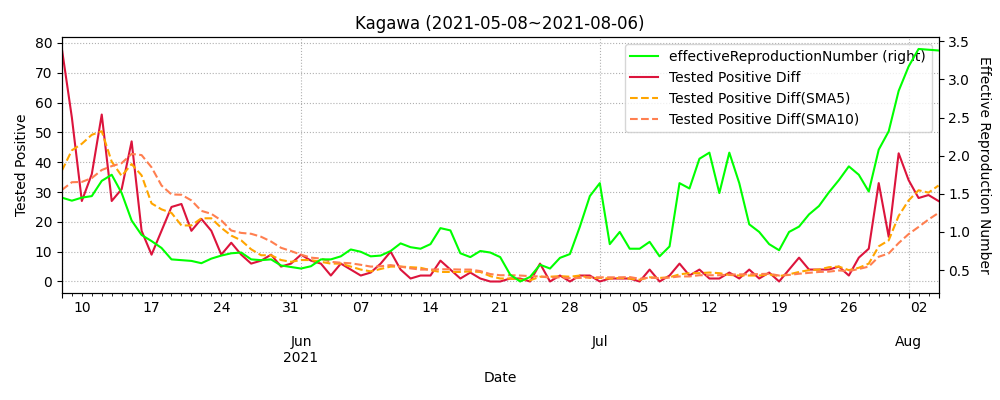 Kagawa (2021-05-08~2021-08-06)
effectiveReproductionNumber (right)
Tested Positive Diff
Tested Positive Diff(SMA5)
Tested Positive Diff(SMA10)
Tested Positive
80
70
60
50
40
30
20
10
0
Effective Reproduction Number
3.5
3.0
2.5
2.0
1.5
1.0
0.5
10 17 24 31 07 14 21 28 05 12 19 26 02
Jun Jul Aug
2021
Date